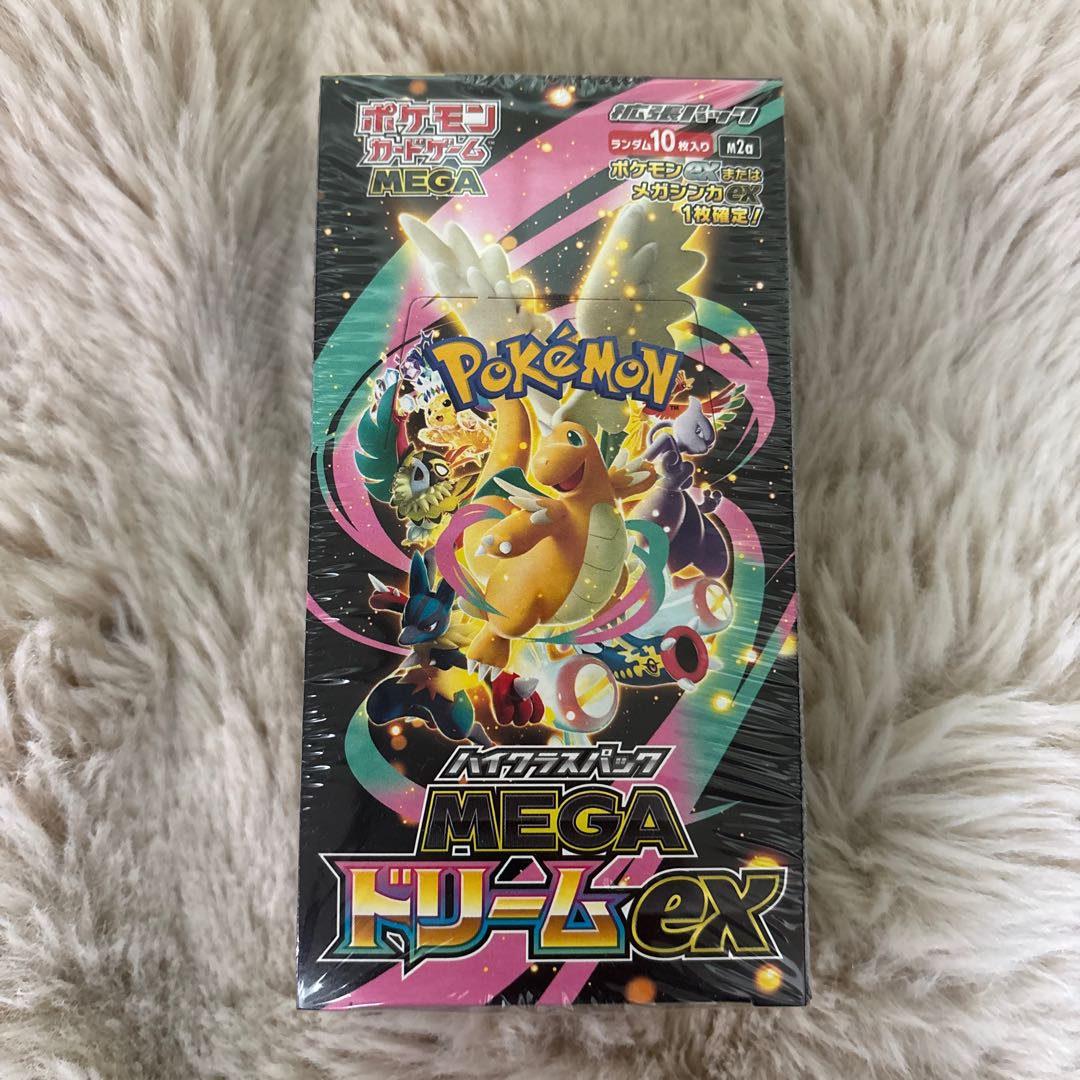 ポケモン
カードゲーム
MEGA
拡張パック
ランダム10枚入り M2a
ポケモンexまたは
メガシンカex
1枚確定!
POKéMON
TM
ハイクラスパック
MEGA
ドリームex